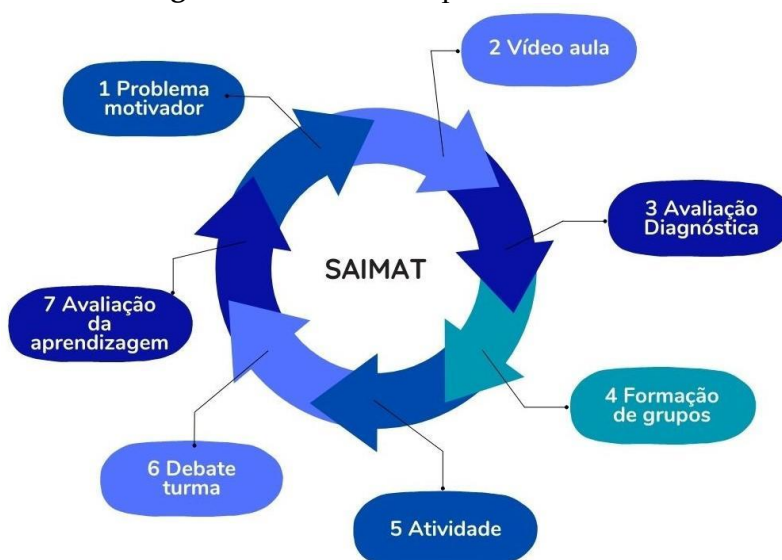 1 Problema
motivador
2 Vídeo aula
3 Avaliação
Diagnóstica
4 Formação
de grupos
5 Atividade
6 Debate
turma
7 Avaliação
da
aprendizagem
SAIMAT